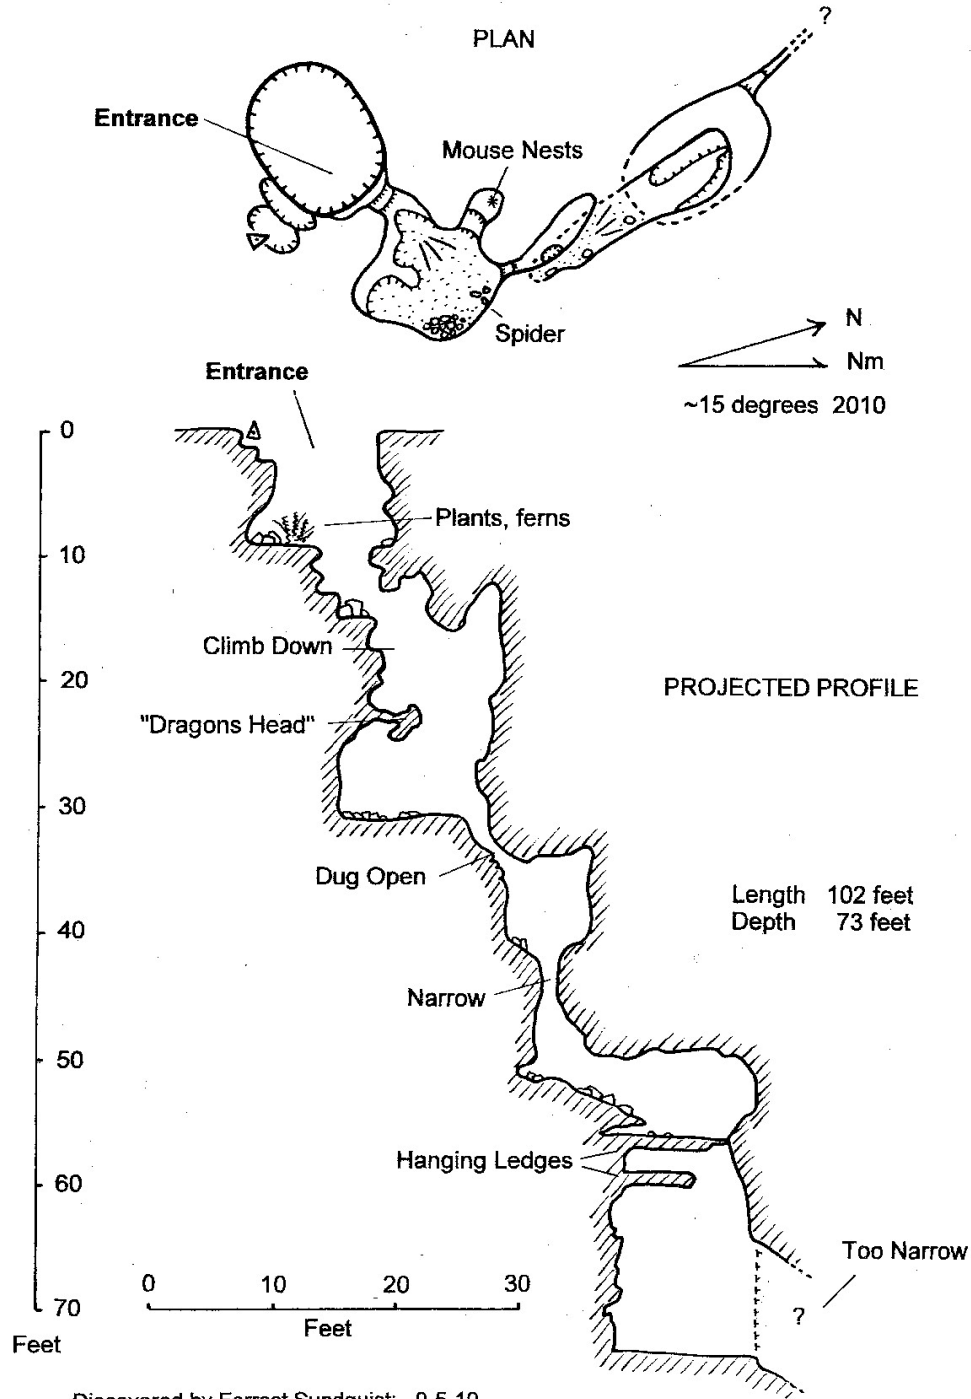 PLAN
?
Entrance
Mouse Nests
Spider
N
Nm
~15 degrees 2010
Entrance
0
Plants, ferns
10
Climb Down
20
PROJECTED PROFILE
"Dragons Head"
30
Dug Open
Length 102 feet
Depth 73 feet
40
Narrow
50
Hanging Ledges
60
Too Narrow
?
0 10 20 30
70
Feet
Feet
Discovered by Forrest Sundquist: 9-5-10